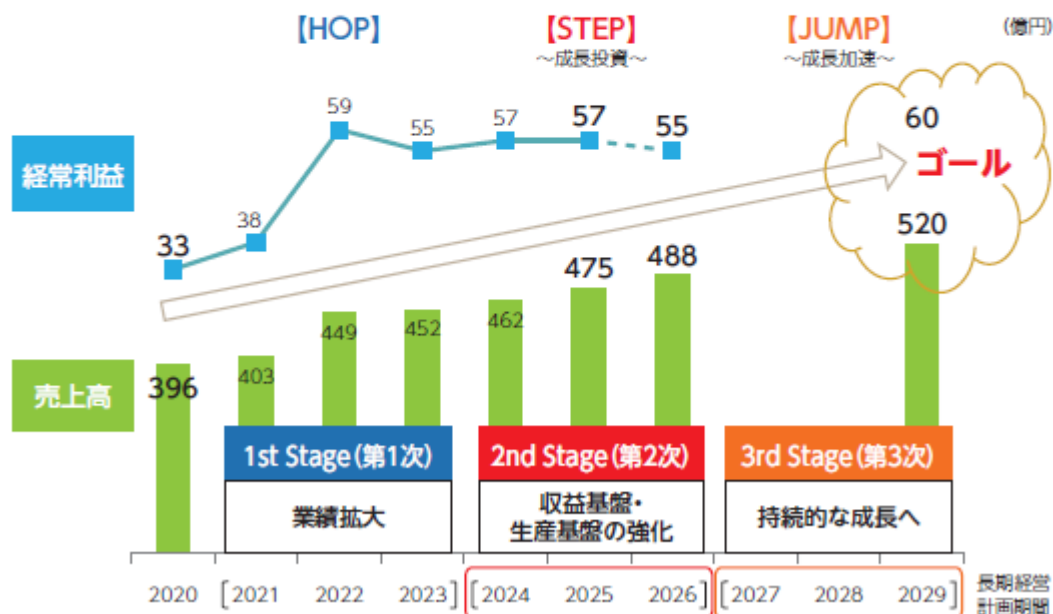 【HOP】
【STEP】
～成長投資～
【JUMP】
～成長加速～
(億円)
経常利益
33
38
59
55
57
57
55
60
ゴール
売上高
396
403
449
452
462
475
488
520
1st Stage(第1次)
業績拡大
2nd Stage(第2次)
収益基盤・
生産基盤の強化
3rd Stage(第3次)
持続的な成長へ
2020 [2021 2022 2023] [2024 2025 2026] [2027 2028 2029]
長期経営
計画期間